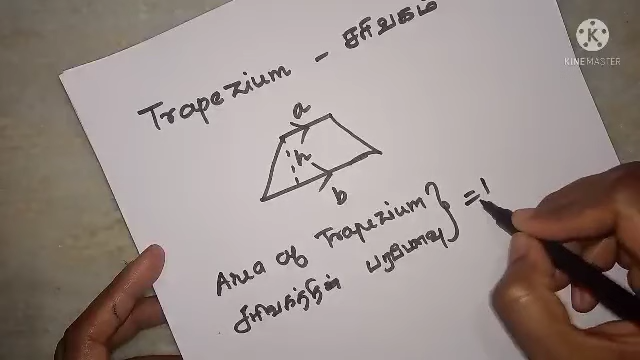 Trapezium - சரிவகம்
a
h
b
Area of Trapezium } = 1
சரிவகத்தின் பரப்பளவு
KINEMASTER